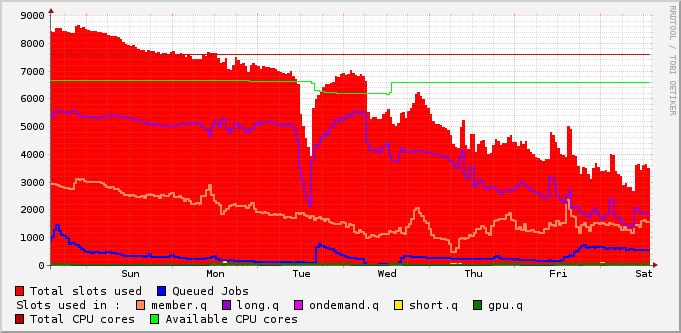 RRDTOOL / TOBI OETIKER
9000
8000
7000
6000
5000
4000
3000
2000
1000
0
Sun Mon Tue Wed Thu Fri Sat
Total slots used Queued Jobs
Slots used in : member.q long.q ondemand.q short.q gpu.q
Total CPU cores Available CPU cores